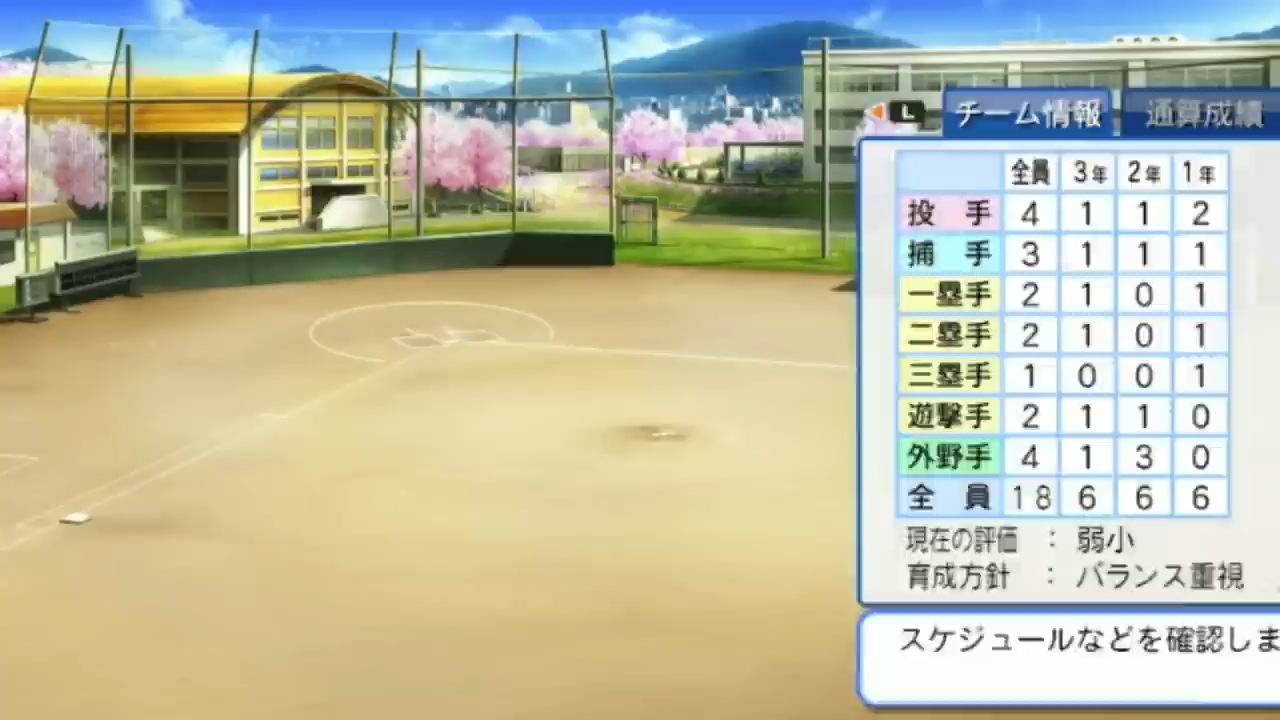 L チーム情報 通算成績
全員 3年 2年 1年
投手 4 1 1 2
捕手 3 1 1 1
一塁手 2 1 0 1
二塁手 2 1 0 1
三塁手 1 0 0 1
遊撃手 2 1 1 0
外野手 4 1 3 0
全員 18 6 6 6
現在の評価 : 弱小
育成方針 : バランス重視
スケジュールなどを確認しま